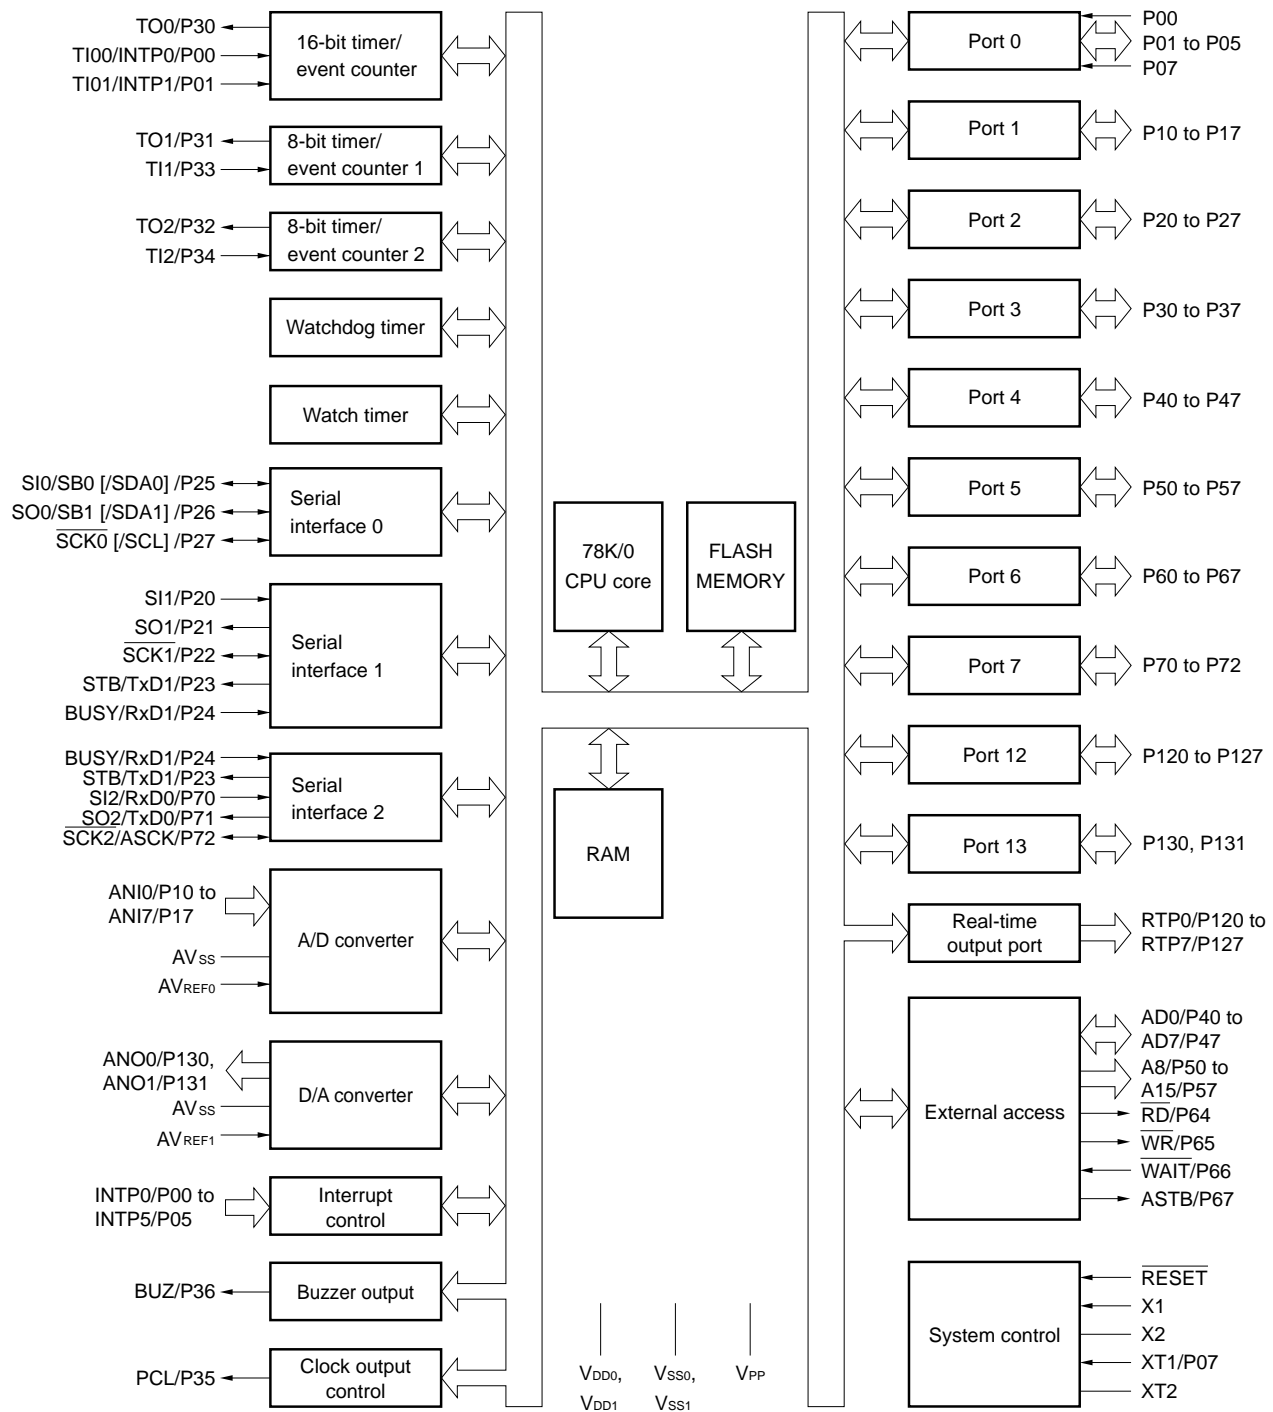 TO0/P30
TI00/INTP0/P00
TI01/INTP1/P01
16-bit timer/
event counter
TO1/P31
TI1/P33
8-bit timer/
event counter 1
TO2/P32
TI2/P34
8-bit timer/
event counter 2
Watchdog timer
Watch timer
SI0/SB0 [/SDA0] /P25
SO0/SB1 [/SDA1] /P26
SCK0 [/SCL] /P27
Serial
interface 0
SI1/P20
SO1/P21
SCK1/P22
STB/TxD1/P23
BUSY/RxD1/P24
Serial
interface 1
BUSY/RxD1/P24
STB/TxD1/P23
SI2/RxD0/P70
SO2/TxD0/P71
SCK2/ASCK/P72
Serial
interface 2
ANI0/P10 to
ANI7/P17
AVSS
AVREF0
A/D converter
ANO0/P130,
ANO1/P131
AVSS
AVREF1
D/A converter
INTP0/P00 to
INTP5/P05
Interrupt
control
BUZ/P36
Buzzer output
PCL/P35
Clock output
control
78K/0
CPU core
FLASH
MEMORY
RAM
VDD0,
VDD1
VSS0,
VSS1
VPP
Port 0
P00
P01 to P05
P07
Port 1
P10 to P17
Port 2
P20 to P27
Port 3
P30 to P37
Port 4
P40 to P47
Port 5
P50 to P57
Port 6
P60 to P67
Port 7
P70 to P72
Port 12
P120 to P127
Port 13
P130, P131
Real-time
output port
RTP0/P120 to
RTP7/P127
External access
AD0/P40 to
AD7/P47
A8/P50 to
A15/P57
RD/P64
WR/P65
WAIT/P66
ASTB/P67
System control
RESET
X1
X2
XT1/P07
XT2